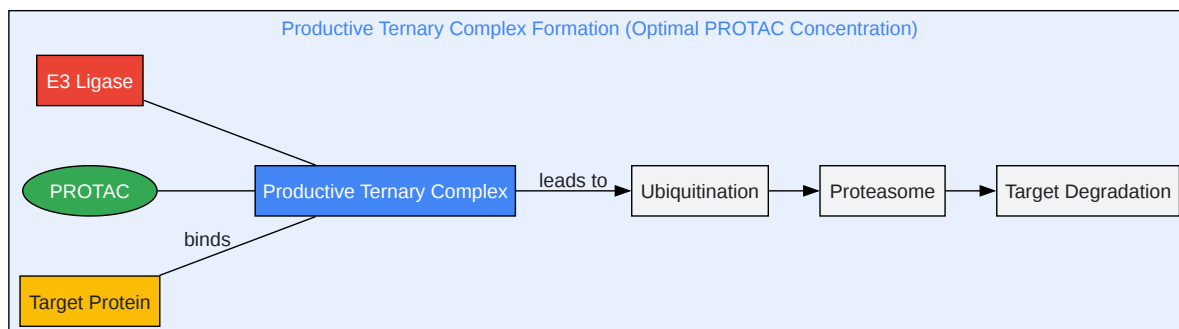 Productive Ternary Complex Formation (Optimal PROTAC Concentration)
E3 Ligase
PROTAC
Productive Ternary Complex
leads to
Ubiquitination
Proteasome
Target Degradation
binds
Target Protein